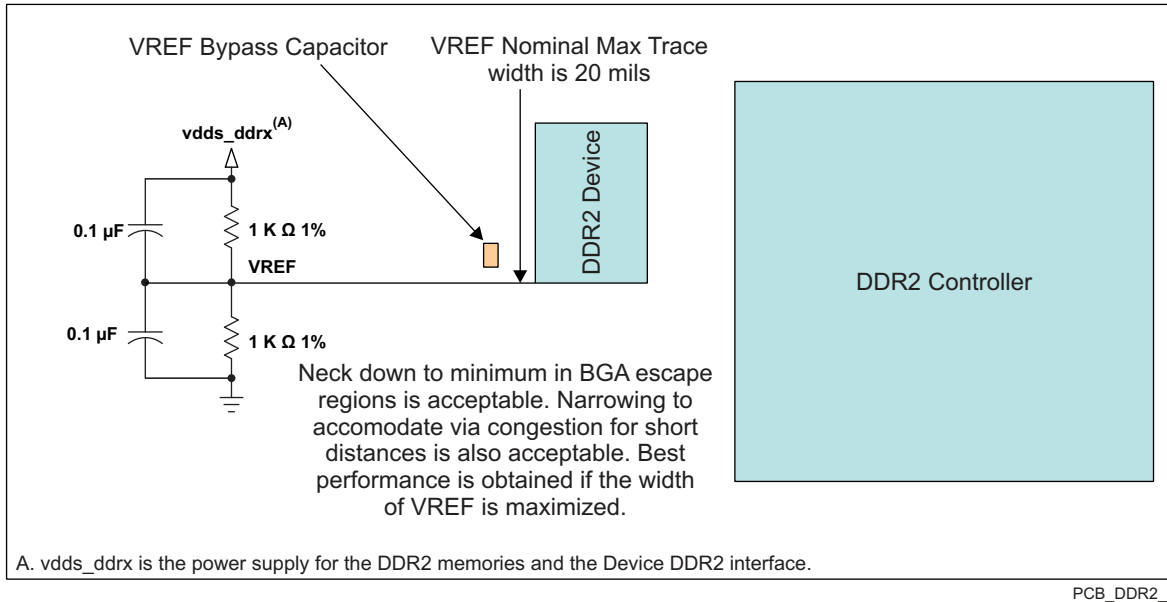 VREF Bypass Capacitor
VREF Nominal Max Trace
width is 20 mils
vdds_ddrx(A)
0.1 µF
1 K Ω 1%
VREF
0.1 µF
1 K Ω 1%
DDR2 Device
DDR2 Controller
Neck down to minimum in BGA escape
regions is acceptable. Narrowing to
accomodate via congestion for short
distances is also acceptable. Best
performance is obtained if the width
of VREF is maximized.
A. vdds_ddrx is the power supply for the DDR2 memories and the Device DDR2 interface.
PCB_DDR2_